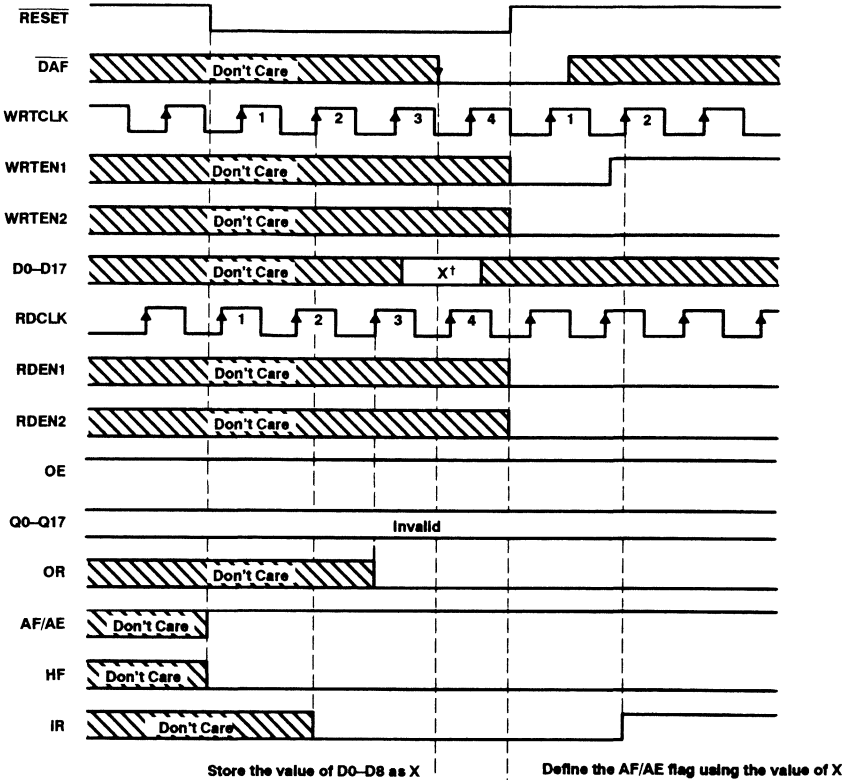 RESET
DAF Don't Care
WRTCLK 1 2 3 4 1 2
WRTEN1 Don't Care
WRTEN2 Don't Care
D0–D17 Don't Care X†
RDCLK 1 2 3 4
RDEN1 Don't Care
RDEN2 Don't Care
OE
Q0–Q17 Invalid
OR Don't Care
AF/AE Don't Care
HF Don't Care
IR Don't Care
Store the value of D0–D8 as X Define the AF/AE flag using the value of X